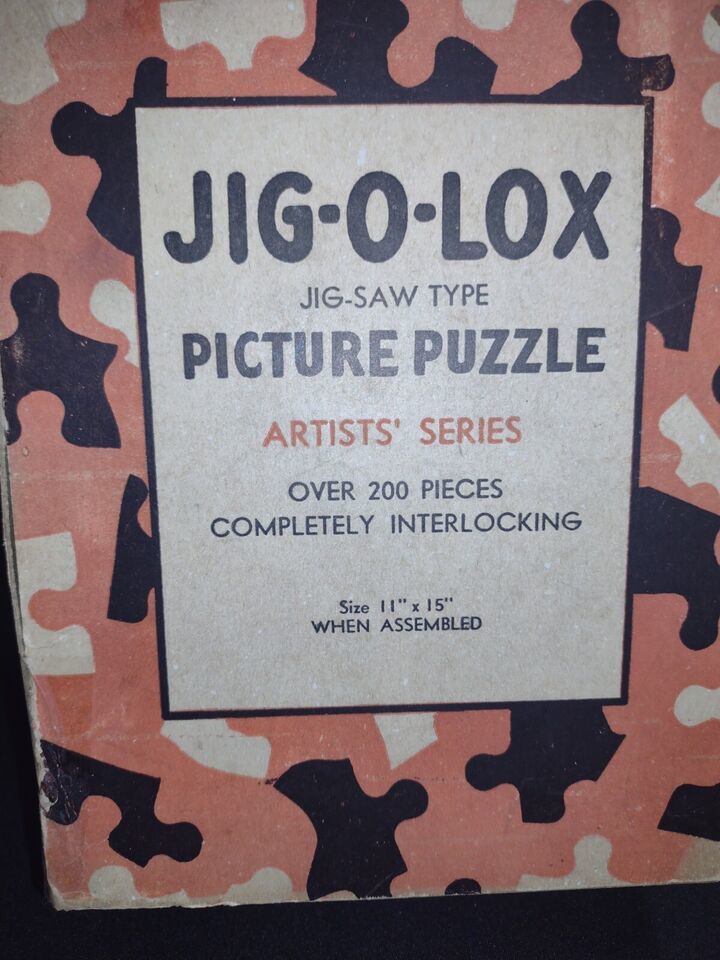 JIG-O-LOX
JIG-SAW TYPE
PICTURE PUZZLE
ARTISTS' SERIES
OVER 200 PIECES
COMPLETELY INTERLOCKING
Size 11" x 15"
WHEN ASSEMBLED